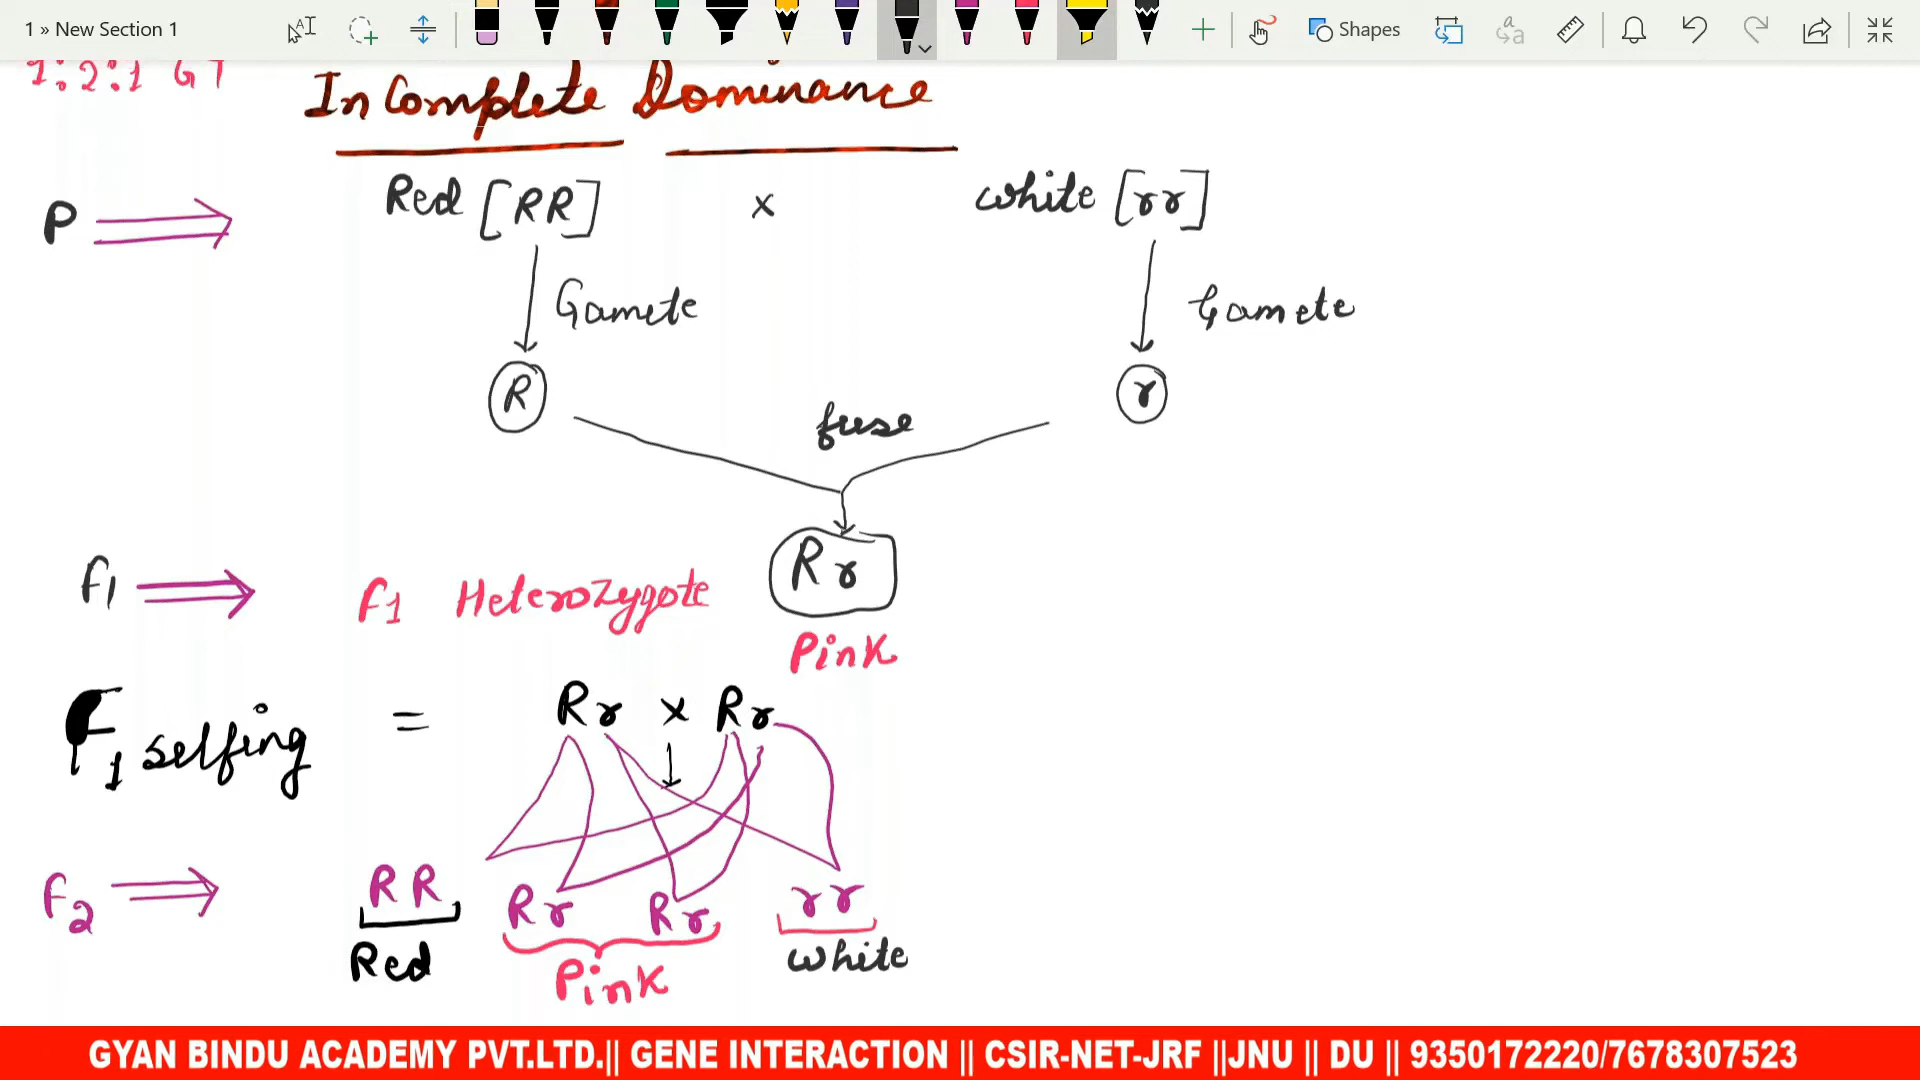 1 » New Section 1
Shapes
1:2:1 GT
InComplete Dominance
P Red [RR] x white [rr]
Gamete Gamete
R r
fuse
F1 F1 Heterozygote Rr
Pink
F1 selfing = Rr x Rr
F2 RR Rr Rr rr
Red Pink white
GYAN BINDU ACADEMY PVT.LTD.|| GENE INTERACTION || CSIR-NET-JRF ||JNU || DU || 9350172220/7678307523